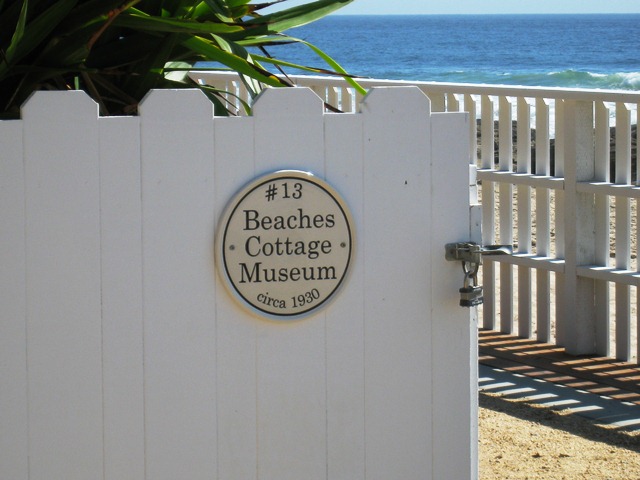 #13
Beaches
Cottage
Museum
circa 1930